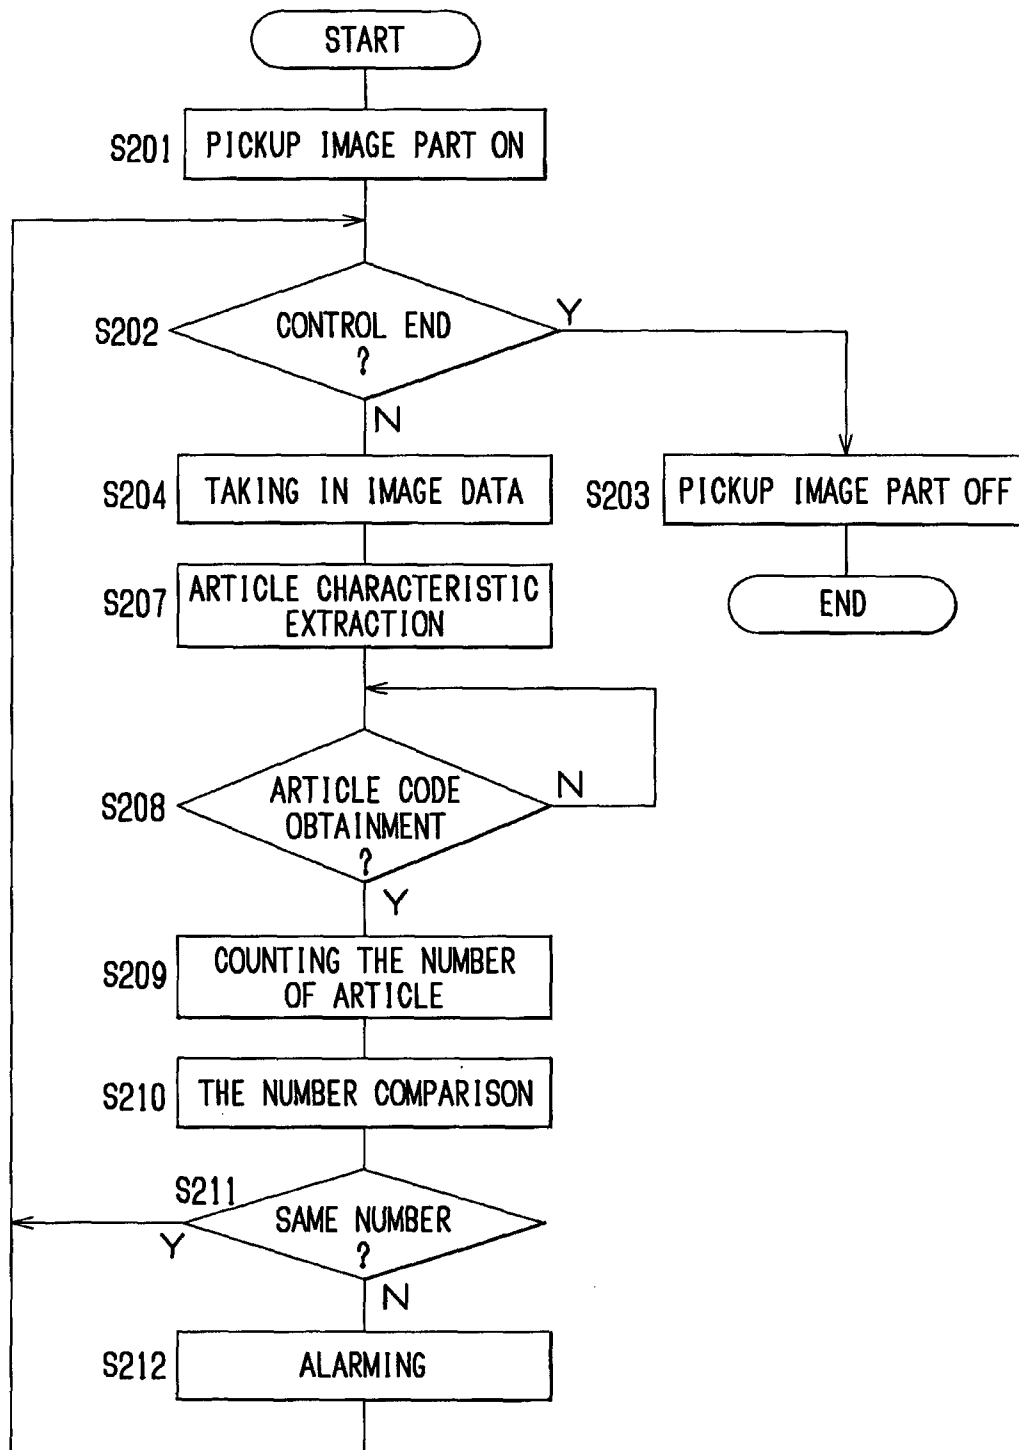 START
S201
PICKUP IMAGE PART ON
S202
CONTROL END
?
Y
N
S204
TAKING IN IMAGE DATA
S203
PICKUP IMAGE PART OFF
S207
ARTICLE CHARACTERISTIC
EXTRACTION
END
S208
ARTICLE CODE
OBTAINMENT
?
N
Y
S209
COUNTING THE NUMBER
OF ARTICLE
S210
THE NUMBER COMPARISON
S211
SAME NUMBER
?
Y
N
S212
ALARMING